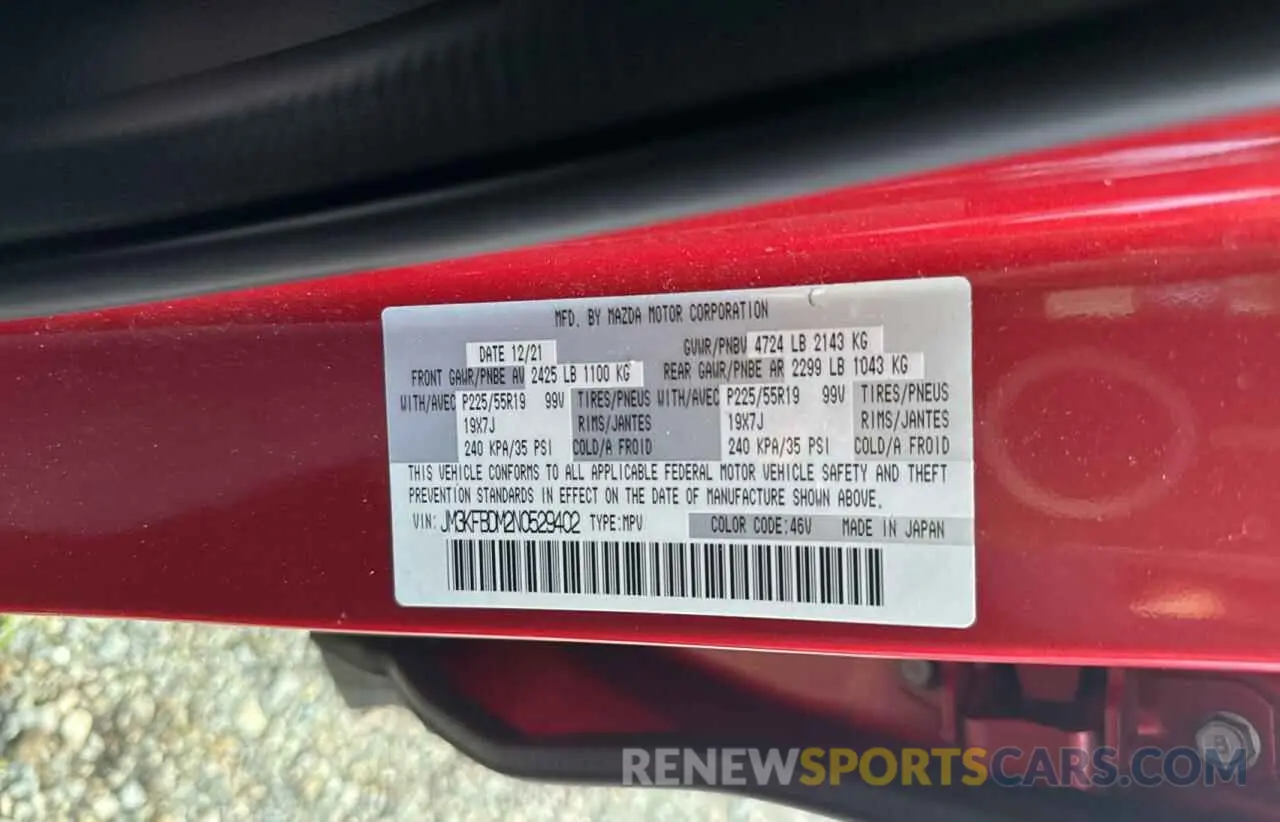 MFD. BY MAZDA MOTOR CORPORATION
DATE 12/21 GVWR/PNBV 4724 LB 2143 KG
FRONT GAWR/PNBE AV 2425 LB 1100 KG REAR GAWR/PNBE AR 2299 LB 1043 KG
WITH/AVEC P225/55R19 99V TIRES/PNEUS WITH/AVEC P225/55R19 99V TIRES/PNEUS
19X7J RIMS/JANTES 19X7J RIMS/JANTES
240 KPA/35 PSI COLD/A FROID 240 KPA/35 PSI COLD/A FROID
THIS VEHICLE CONFORMS TO ALL APPLICABLE FEDERAL MOTOR VEHICLE SAFETY AND THEFT
PREVENTION STANDARDS IN EFFECT ON THE DATE OF MANUFACTURE SHOWN ABOVE.
VIN: JM3KFBDM2N0529402 TYPE:MPV COLOR CODE:46V MADE IN JAPAN
RENEWSPORTSCARS.COM